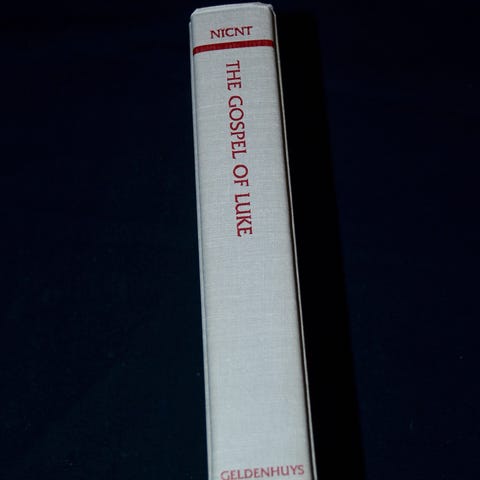 NICNT
THE GOSPEL OF LUKE
GELDENHUYS